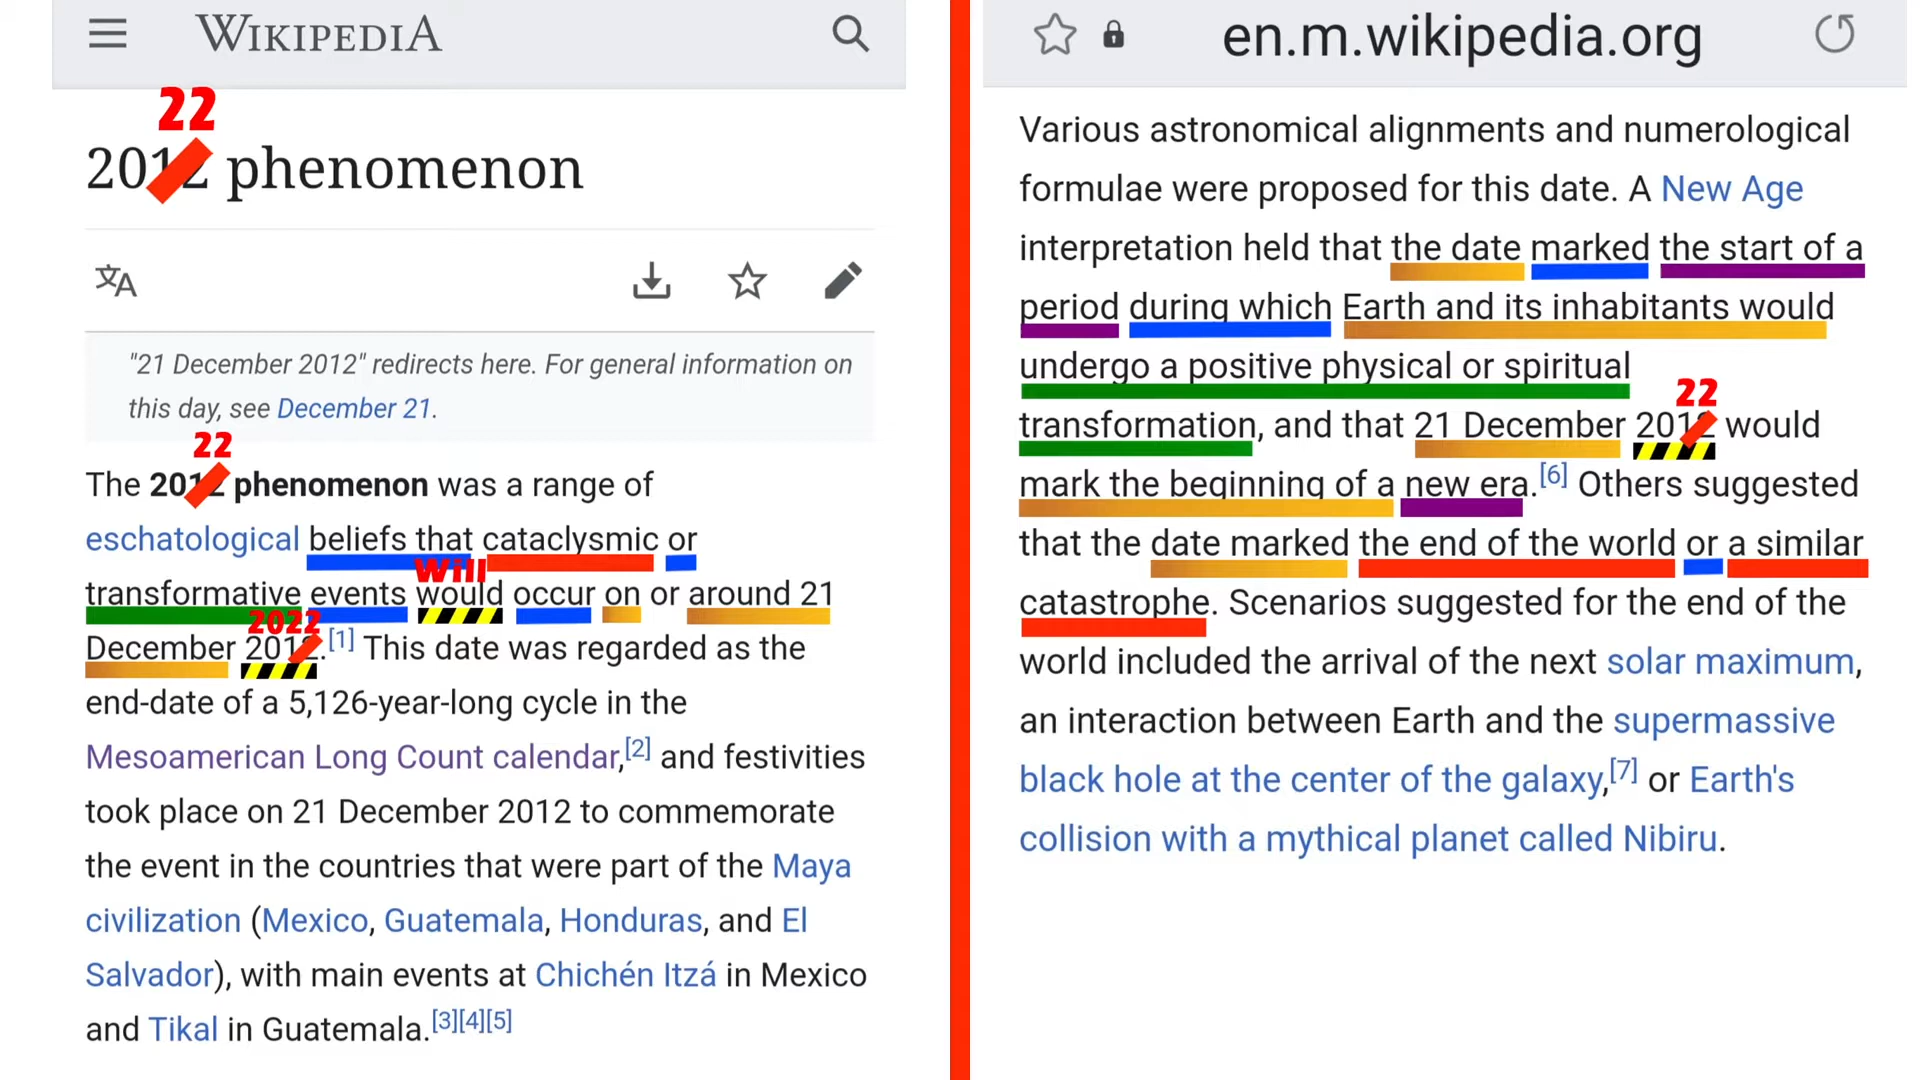 WIKIPEDIA
22
2012 phenomenon
"21 December 2012" redirects here. For general information on
this day, see December 21.
22
The 2012 phenomenon was a range of
eschatological beliefs that cataclysmic or
Will
transformative events would occur on or around 21
2022
December 2012.[1] This date was regarded as the
end-date of a 5,126-year-long cycle in the
Mesoamerican Long Count calendar,[2] and festivities
took place on 21 December 2012 to commemorate
the event in the countries that were part of the Maya
civilization (Mexico, Guatemala, Honduras, and El
Salvador), with main events at Chichén Itzá in Mexico
and Tikal in Guatemala.[3][4][5]
en.m.wikipedia.org
Various astronomical alignments and numerological
formulae were proposed for this date. A New Age
interpretation held that the date marked the start of a
period during which Earth and its inhabitants would
undergo a positive physical or spiritual
22
transformation, and that 21 December 2012 would
mark the beginning of a new era.[6] Others suggested
that the date marked the end of the world or a similar
catastrophe. Scenarios suggested for the end of the
world included the arrival of the next solar maximum,
an interaction between Earth and the supermassive
black hole at the center of the galaxy,[7] or Earth's
collision with a mythical planet called Nibiru.